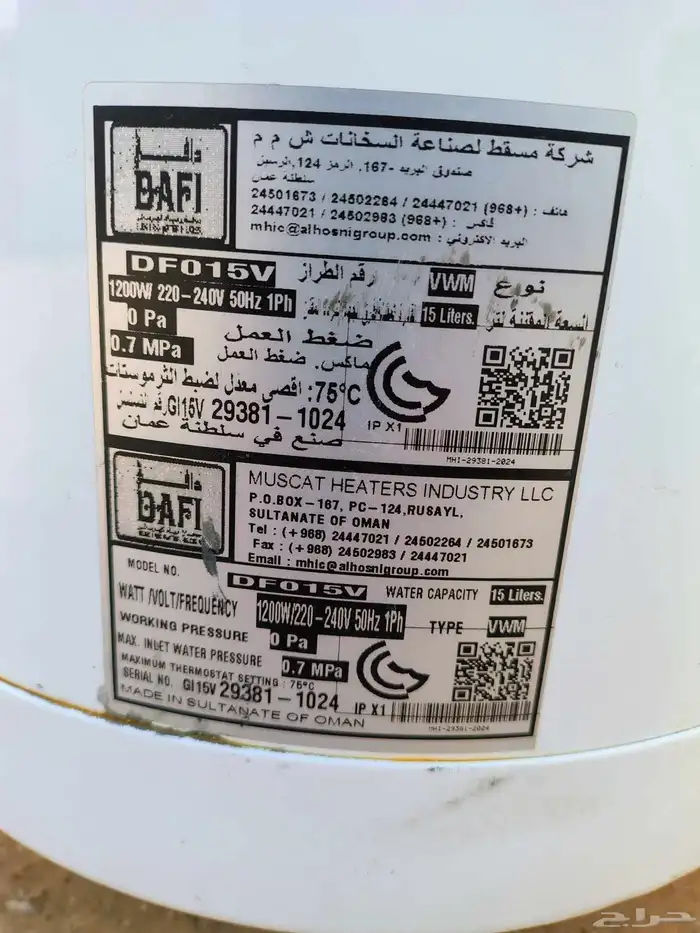 دافئ
DAFI
شركة مسقط لصناعة السخانات ش م م
صندوق البريد -167, الرمز 124, الرسيل
سلطنة عمان
هاتف : (+968) 24447021 / 24502264 / 24501673
فاكس : (+968) 24502983 / 24447021
البريد الالكتروني : mhic@alhosnigroup.com
نوع VWM رقم الطراز DF015V
15 Liters. 1200W/ 220-240V 50Hz 1Ph
ضغط العمل 0 Pa
ماكس. ضغط العمل 0.7 MPa
اقصي معدل لضبط الثرموستات :75°C
GI15V 29381-1024
صنع في سلطنة عمان
IP X1
MHI-29381-2024
دافئ
DAFI
MUSCAT HEATERS INDUSTRY LLC
P.O.BOX-167, PC-124,RUSAYL,
SULTANATE OF OMAN
Tel : (+968) 24447021 / 24502264 / 24501673
Fax : (+968) 24502983 / 24447021
Email : mhic@alhosnigroup.com
MODEL NO. DF015V WATER CAPACITY 15 Liters.
WATT /VOLT/FREQUENCY 1200W/220-240V 50Hz 1Ph TYPE VWM
WORKING PRESSURE 0 Pa
MAX. INLET WATER PRESSURE 0.7 MPa
MAXIMUM THERMOSTAT SETTING : 75°C
SERIAL NO. GI15V 29381-1024 IP X1
MADE IN SULTANATE OF OMAN
MHI-29381-2024
حراج